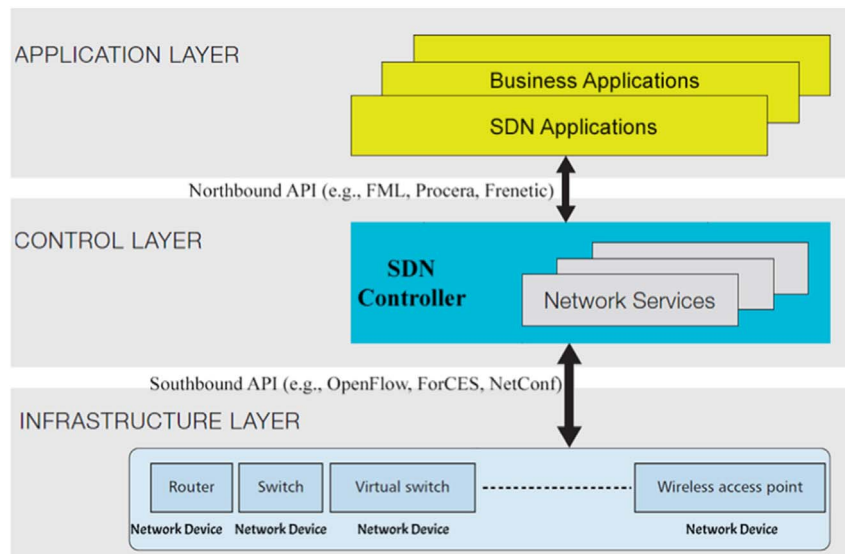 APPLICATION LAYER
Business Applications
SDN Applications
Northbound API (e.g., FML, Procera, Frenetic)
CONTROL LAYER
SDN
Controller
Network Services
Southbound API (e.g., OpenFlow, ForCES, NetConf)
INFRASTRUCTURE LAYER
Router Switch Virtual switch Wireless access point
Network Device Network Device Network Device Network Device